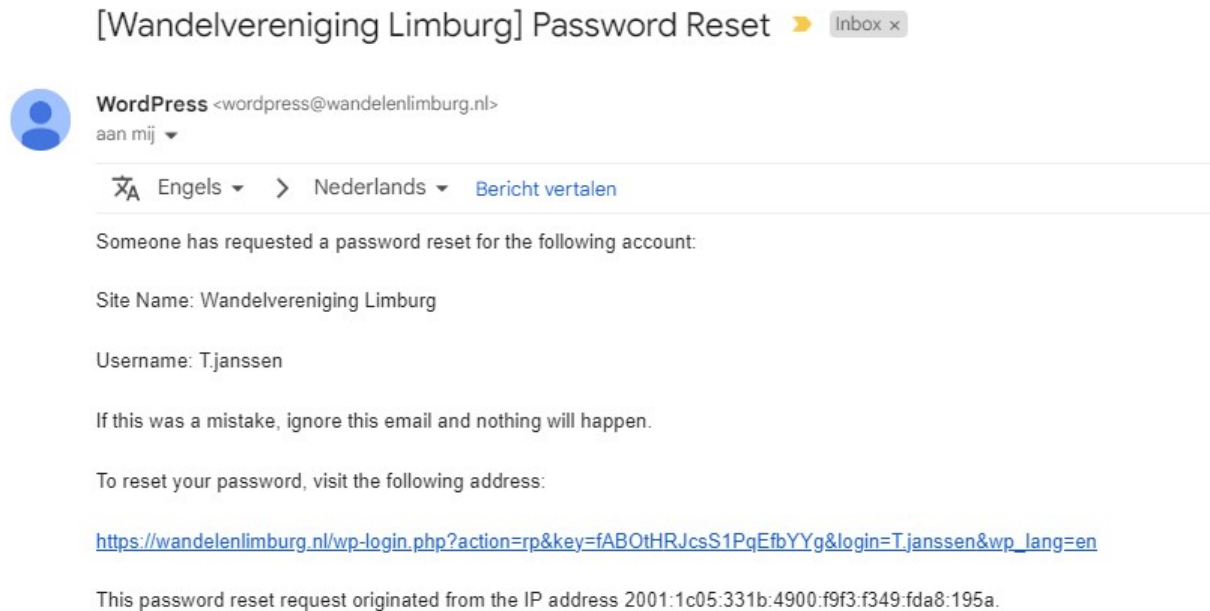 [Wandelvereniging Limburg] Password Reset Inbox ×
WordPress <wordpress@wandelenlimburg.nl>
aan mij
Engels > Nederlands Bericht vertalen
Someone has requested a password reset for the following account:
Site Name: Wandelvereniging Limburg
Username: T.janssen
If this was a mistake, ignore this email and nothing will happen.
To reset your password, visit the following address:
https://wandelenlimburg.nl/wp-login.php?action=rp&key=fABOtHRJcsS1PqEfbYYg&login=T.janssen&wp_lang=en
This password reset request originated from the IP address 2001:1c05:331b:4900:f9f3:f349:fda8:195a.